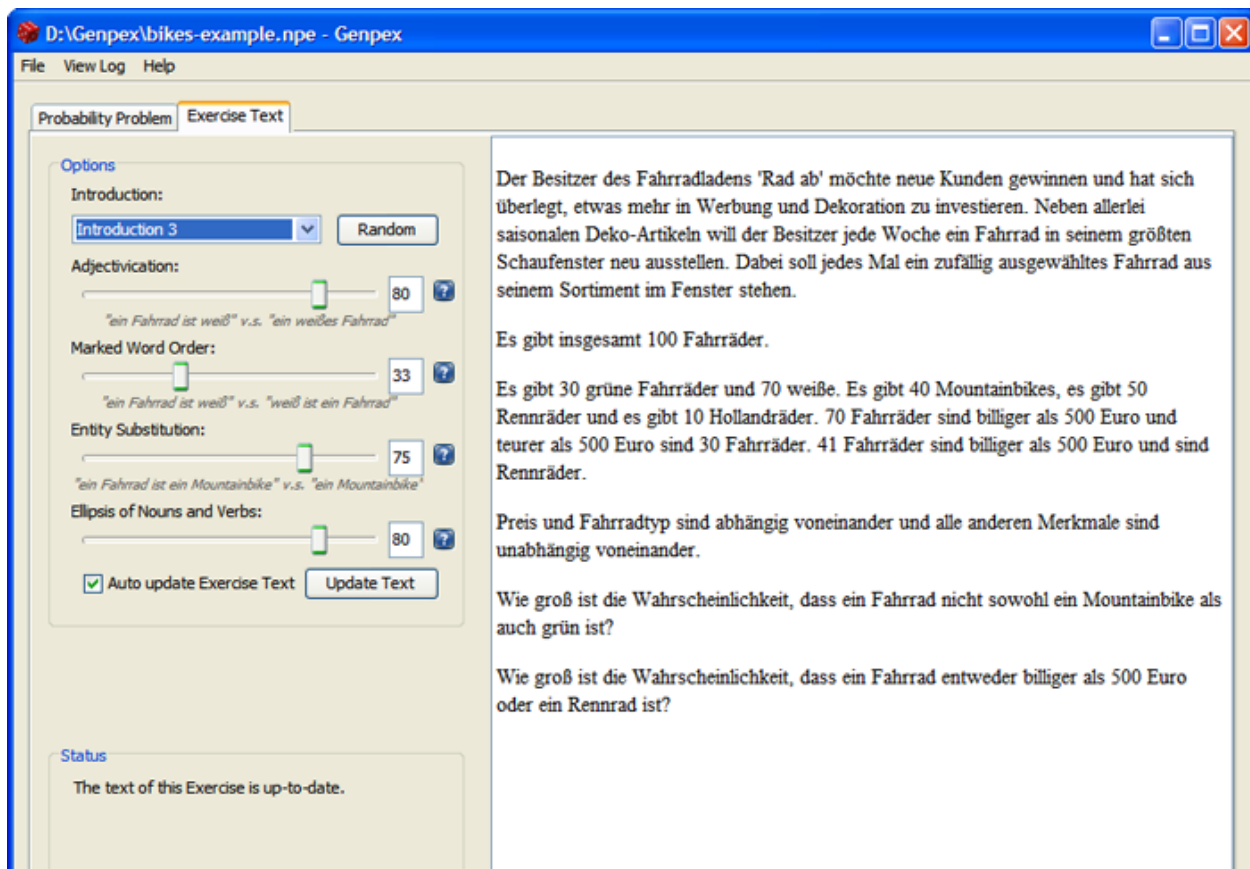 D:\Genpex\bikes-example.npe - Genpex
File View Log Help
Probability Problem Exercise Text
Options
Introduction:
Introduction 3 Random
Adjectivication:
80
"ein Fahrrad ist weiß" v.s. "ein weißes Fahrrad"
Marked Word Order:
33
"ein Fahrrad ist weiß" v.s. "weiß ist ein Fahrrad"
Entity Substitution:
75
"ein Fahrrad ist ein Mountainbike" v.s. "ein Mountainbike"
Ellipsis of Nouns and Verbs:
80
Auto update Exercise Text Update Text
Status
The text of this Exercise is up-to-date.
Der Besitzer des Fahrradladens 'Rad ab' möchte neue Kunden gewinnen und hat sich
überlegt, etwas mehr in Werbung und Dekoration zu investieren. Neben allerlei
saisonalen Deko-Artikeln will der Besitzer jede Woche ein Fahrrad in seinem größten
Schaufenster neu ausstellen. Dabei soll jedes Mal ein zufällig ausgewähltes Fahrrad aus
seinem Sortiment im Fenster stehen.
Es gibt insgesamt 100 Fahrräder.
Es gibt 30 grüne Fahrräder und 70 weiße. Es gibt 40 Mountainbikes, es gibt 50
Rennräder und es gibt 10 Hollandräder. 70 Fahrräder sind billiger als 500 Euro und
teurer als 500 Euro sind 30 Fahrräder. 41 Fahrräder sind billiger als 500 Euro und sind
Rennräder.
Preis und Fahrradtyp sind abhängig voneinander und alle anderen Merkmale sind
unabhängig voneinander.
Wie groß ist die Wahrscheinlichkeit, dass ein Fahrrad nicht sowohl ein Mountainbike als
auch grün ist?
Wie groß ist die Wahrscheinlichkeit, dass ein Fahrrad entweder billiger als 500 Euro
oder ein Rennrad ist?